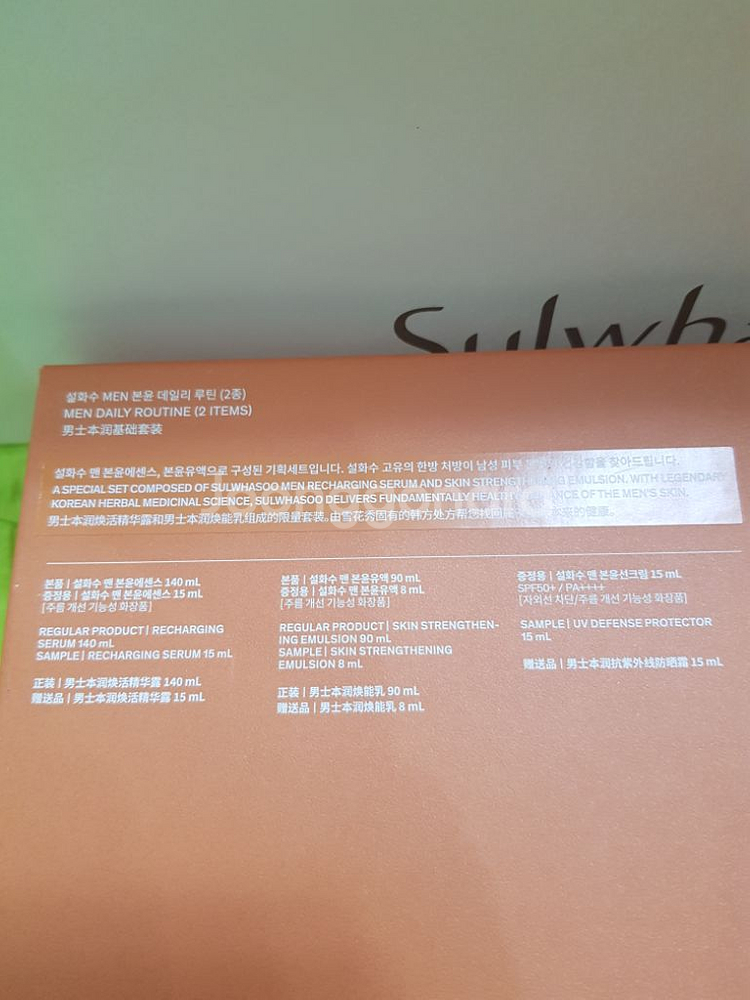 Sulwha
설화수 MEN 본윤 데일리 루틴 (2종)
MEN DAILY ROUTINE (2 ITEMS)
男士本润基础套装
설화수 맨 본윤에센스, 본윤유액으로 구성된 기획세트입니다. 설화수 고유의 한방 처방이 남성 피부 찾아드립니다.
A SPECIAL SET COMPOSED OF SULWHASOO MEN RECHARGING SERUM AND SKIN STRENGTHENING EMULSION. WITH LEGENDARY
KOREAN HERBAL MEDICINAL SCIENCE, SULWHASOO DELIVERS FUNDAMENTALLY HEALTHY OF THE MEN'S SKIN.
男士本润焕活精华露和男士本润焕能乳组成的限量套装。由雪花秀固有的韩方处方帮您找回 本来的健康。
본품 | 설화수 맨 본윤에센스 140 mL
증정용 | 설화수 맨 본윤에센스 15 mL
[주름 개선 기능성 화장품]
REGULAR PRODUCT | RECHARGING
SERUM 140 mL
SAMPLE | RECHARGING SERUM 15 mL
正装 | 男士本润焕活精华露 140 mL
赠送品 | 男士本润焕活精华露 15 mL
본품 | 설화수 맨 본윤유액 90 mL
증정용 | 설화수 맨 본윤유액 8 mL
[주름 개선 기능성 화장품]
REGULAR PRODUCT | SKIN STRENGTHEN-
ING EMULSION 90 mL
SAMPLE | SKIN STRENGTHENING
EMULSION 8 mL
正装 | 男士本润焕能乳 90 mL
赠送品 | 男士本润焕能乳 8 mL
증정용 | 설화수 맨 본윤선크림 15 mL
SPF50+ / PA++++
[자외선 차단/주름 개선 기능성 화장품]
SAMPLE | UV DEFENSE PROTECTOR
15 mL
赠送品 | 男士本润抗紫外线防晒霜 15 mL